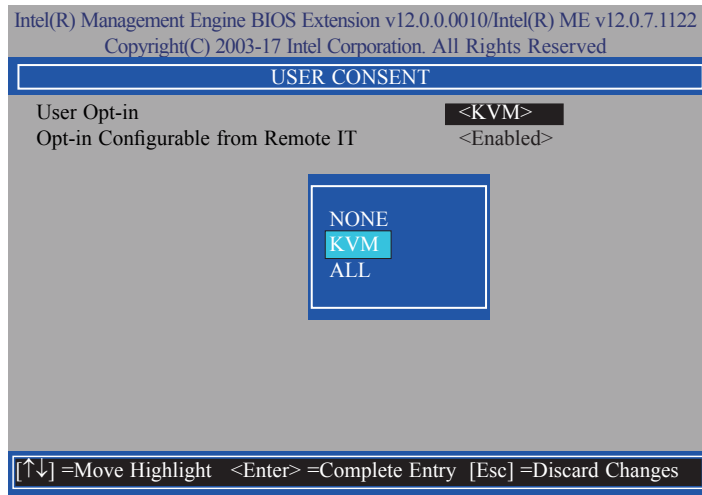 Intel(R) Management Engine BIOS Extension v12.0.0.0010/Intel(R) ME v12.0.7.1122
Copyright(C) 2003-17 Intel Corporation. All Rights Reserved
USER CONSENT
User Opt-in <KVM>
Opt-in Configurable from Remote IT <Enabled>
NONE
KVM
ALL
[↑↓] =Move Highlight <Enter> =Complete Entry [Esc] =Discard Changes